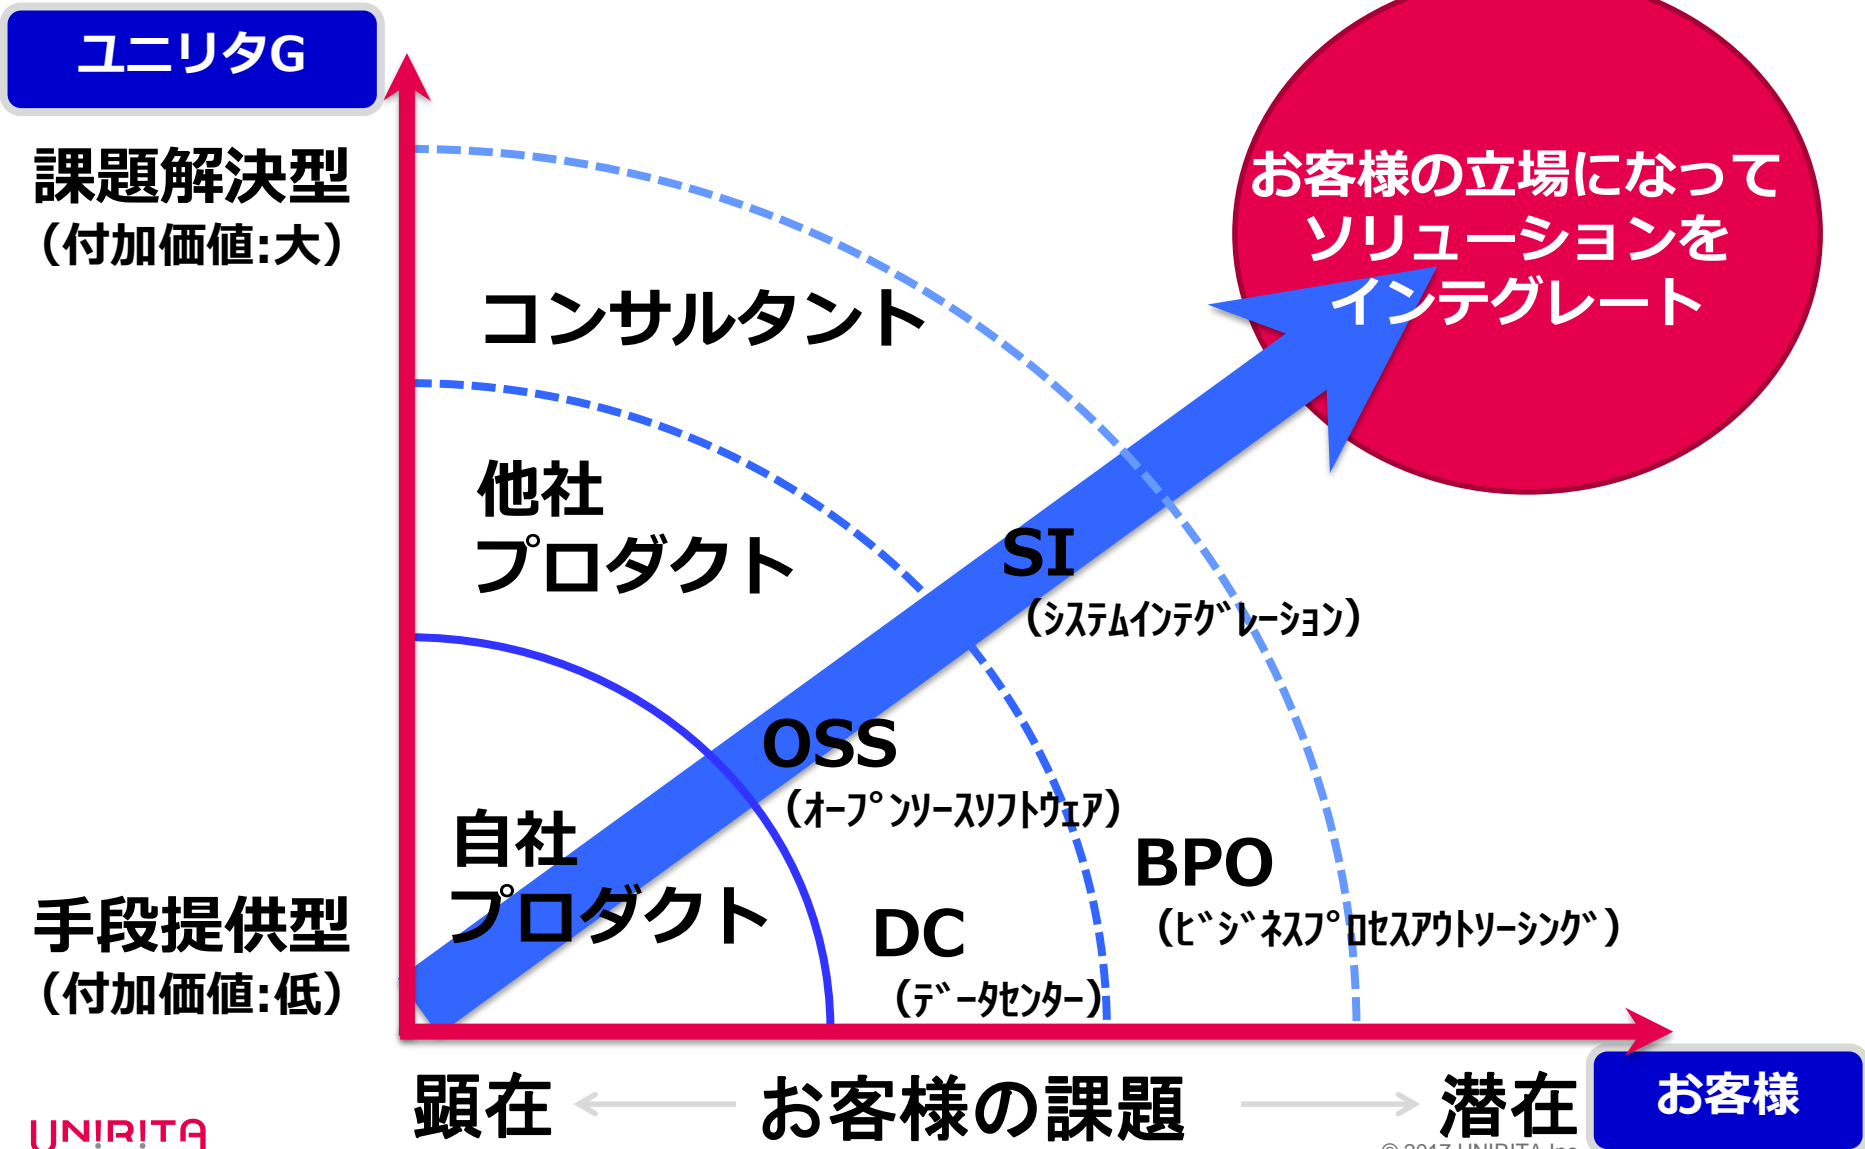 ユニリタG
課題解決型
（付加価値:大）
お客様の立場になって
ソリューションを
インテグレート
コンサルタント
他社
プロダクト
SI
（ｼｽﾃﾑｲﾝﾃｸﾞﾚｰｼｮﾝ）
OSS
（ｵｰﾌﾟﾝｿｰｽｿﾌﾄｳｪｱ）
自社
プロダクト
BPO
（ﾋﾞｼﾞﾈｽﾌﾟﾛｾｽｱｳﾄｿｰｼﾝｸﾞ）
DC
（ﾃﾞｰﾀｾﾝﾀｰ）
手段提供型
（付加価値:低）
顕在
お客様の課題
潜在
お客様
UNIRITA
© 2017 UNIRITA Inc